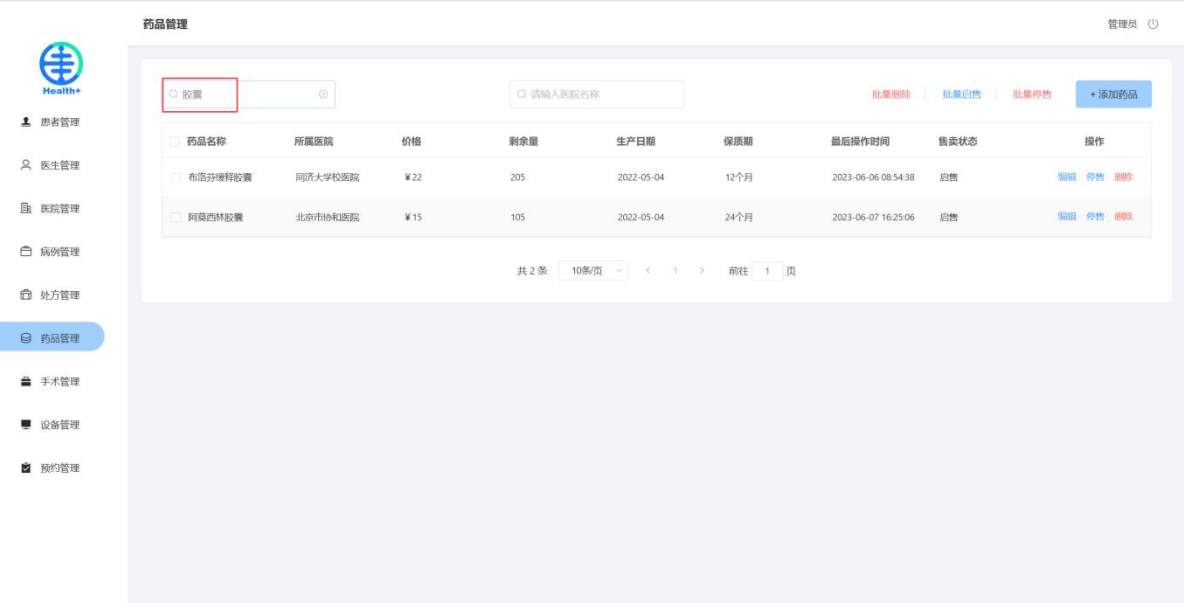 药品管理
管理员
Health+
患者管理
医生管理
医院管理
病例管理
处方管理
药品管理
手术管理
设备管理
预约管理
胶囊
请输入医院名称
批量删除 批量启售 批量停售 + 添加药品
药品名称 所属医院 价格 剩余量 生产日期 保质期 最后操作时间 售卖状态 操作
布洛芬缓释胶囊 同济大学校医院 ¥22 205 2022-05-04 12个月 2023-06-06 08:54:38 启售 编辑 停售 删除
阿莫西林胶囊 北京市协和医院 ¥15 105 2022-05-04 24个月 2023-06-07 16:25:06 启售 编辑 停售 删除
共 2 条 10条/页 < 1 > 前往 1 页